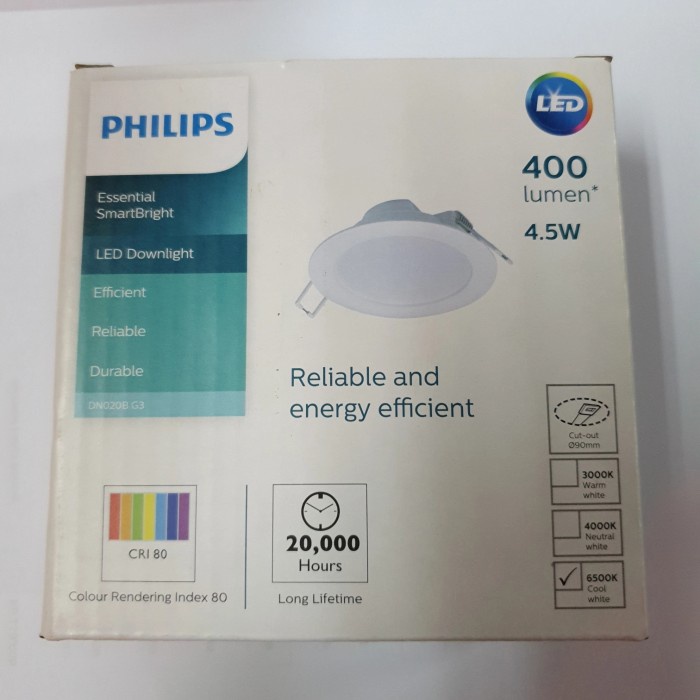 PHILIPS
Essential
SmartBright
LED Downlight
Efficient
Reliable
Durable
DN020B G3
LED
400
lumen*
4.5W
Reliable and
energy efficient
Cut-out
Ø90mm
3000K
Warm
white
4000K
Neutral
white
6500K
Cool
white
CRI 80
Colour Rendering Index 80
20,000
Hours
Long Lifetime